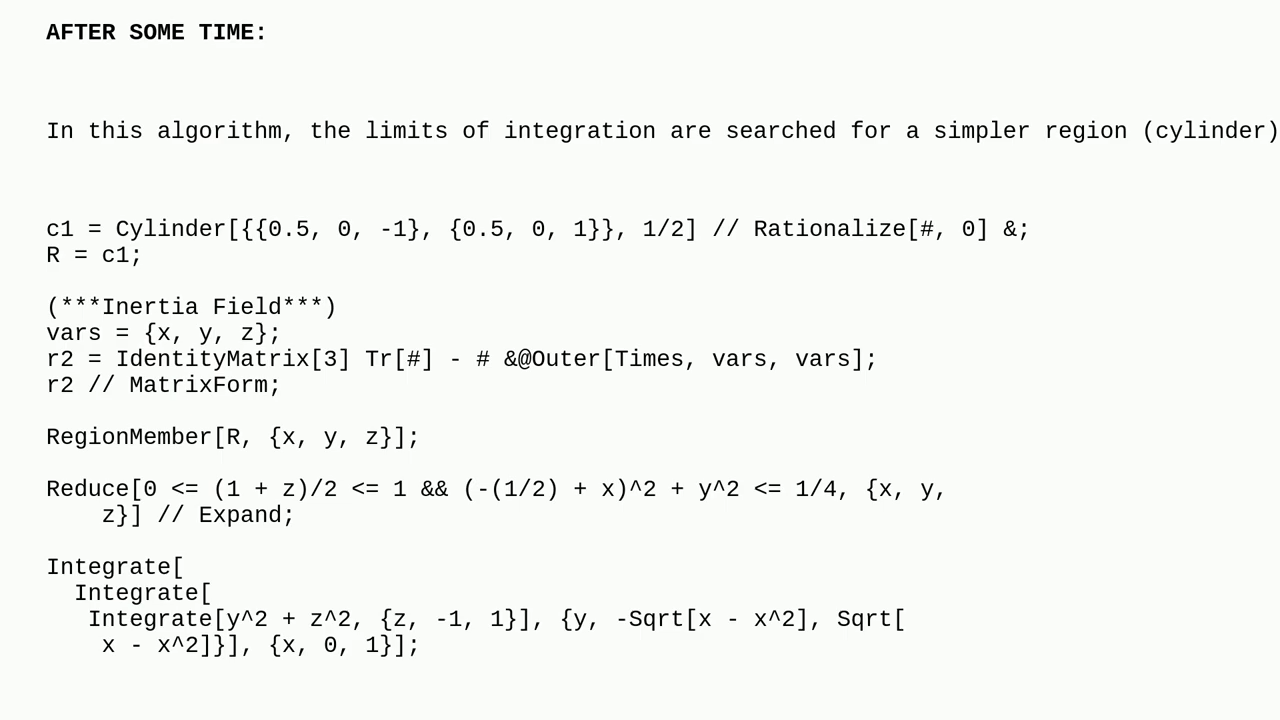 AFTER SOME TIME:
In this algorithm, the limits of integration are searched for a simpler region (cylinder)
c1 = Cylinder[{{0.5, 0, -1}, {0.5, 0, 1}}, 1/2] // Rationalize[#, 0] &;
R = c1;
(***Inertia Field***)
vars = {x, y, z};
r2 = IdentityMatrix[3] Tr[#] - # &@Outer[Times, vars, vars];
r2 // MatrixForm;
RegionMember[R, {x, y, z}];
Reduce[0 <= (1 + z)/2 <= 1 && (-(1/2) + x)^2 + y^2 <= 1/4, {x, y,
z}] // Expand;
Integrate[
Integrate[
Integrate[y^2 + z^2, {z, -1, 1}], {y, -Sqrt[x - x^2], Sqrt[
x - x^2]}], {x, 0, 1}];